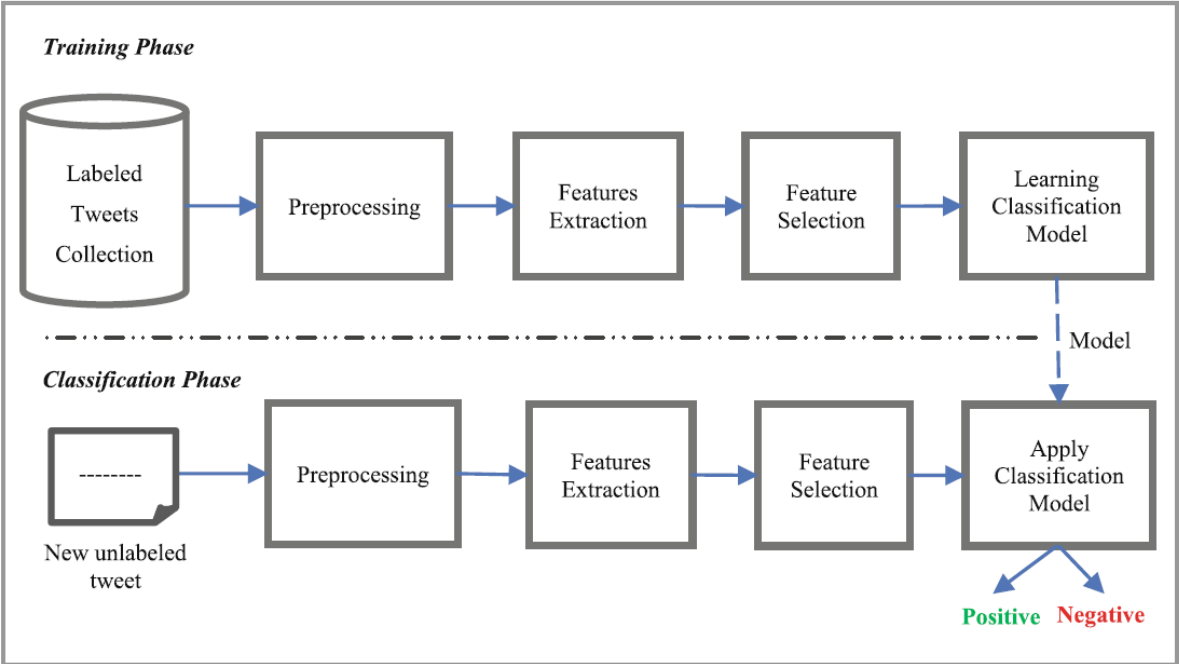 Training Phase
Labeled
Tweets
Collection
Preprocessing
Features
Extraction
Feature
Selection
Learning
Classification
Model
Model
Classification Phase
--------
New unlabeled
tweet
Preprocessing
Features
Extraction
Feature
Selection
Apply
Classification
Model
Positive Negative